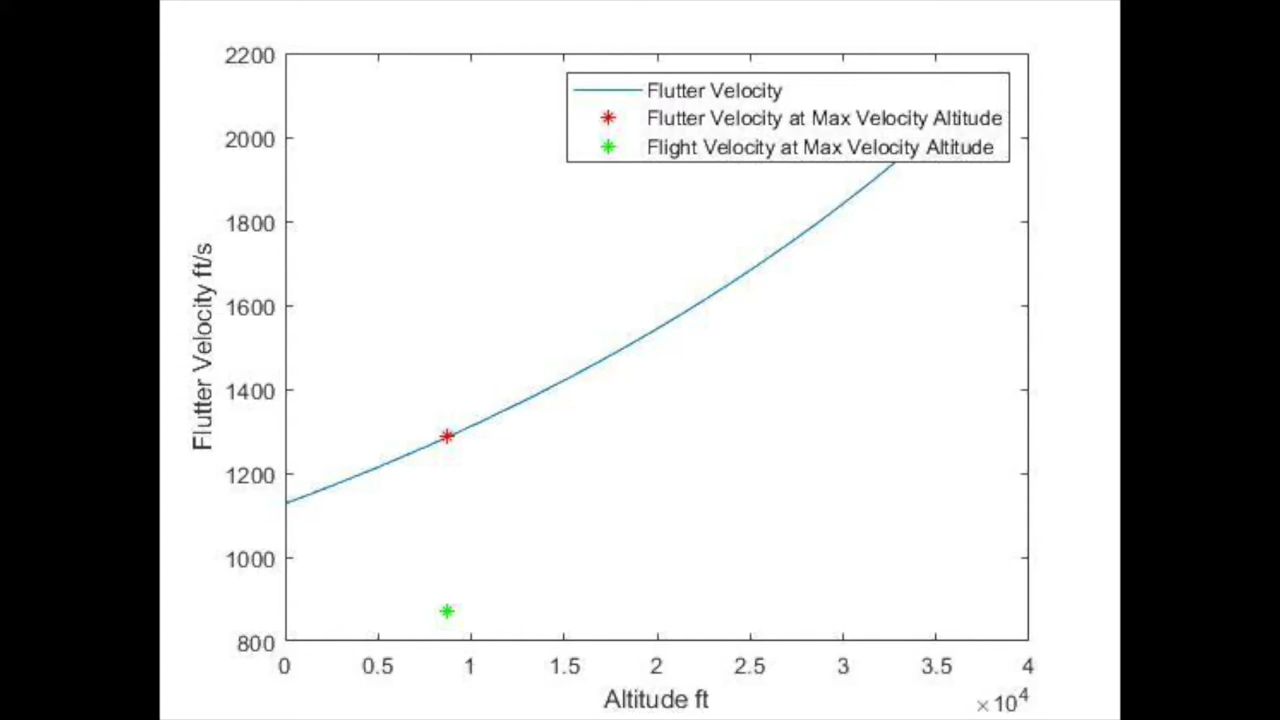 2200
2000
1800
1600
1400
1200
1000
800
Flutter Velocity ft/s
Flutter Velocity
Flutter Velocity at Max Velocity Altitude
Flight Velocity at Max Velocity Altitude
0 0.5 1 1.5 2 2.5 3 3.5 4
Altitude ft
×10⁴